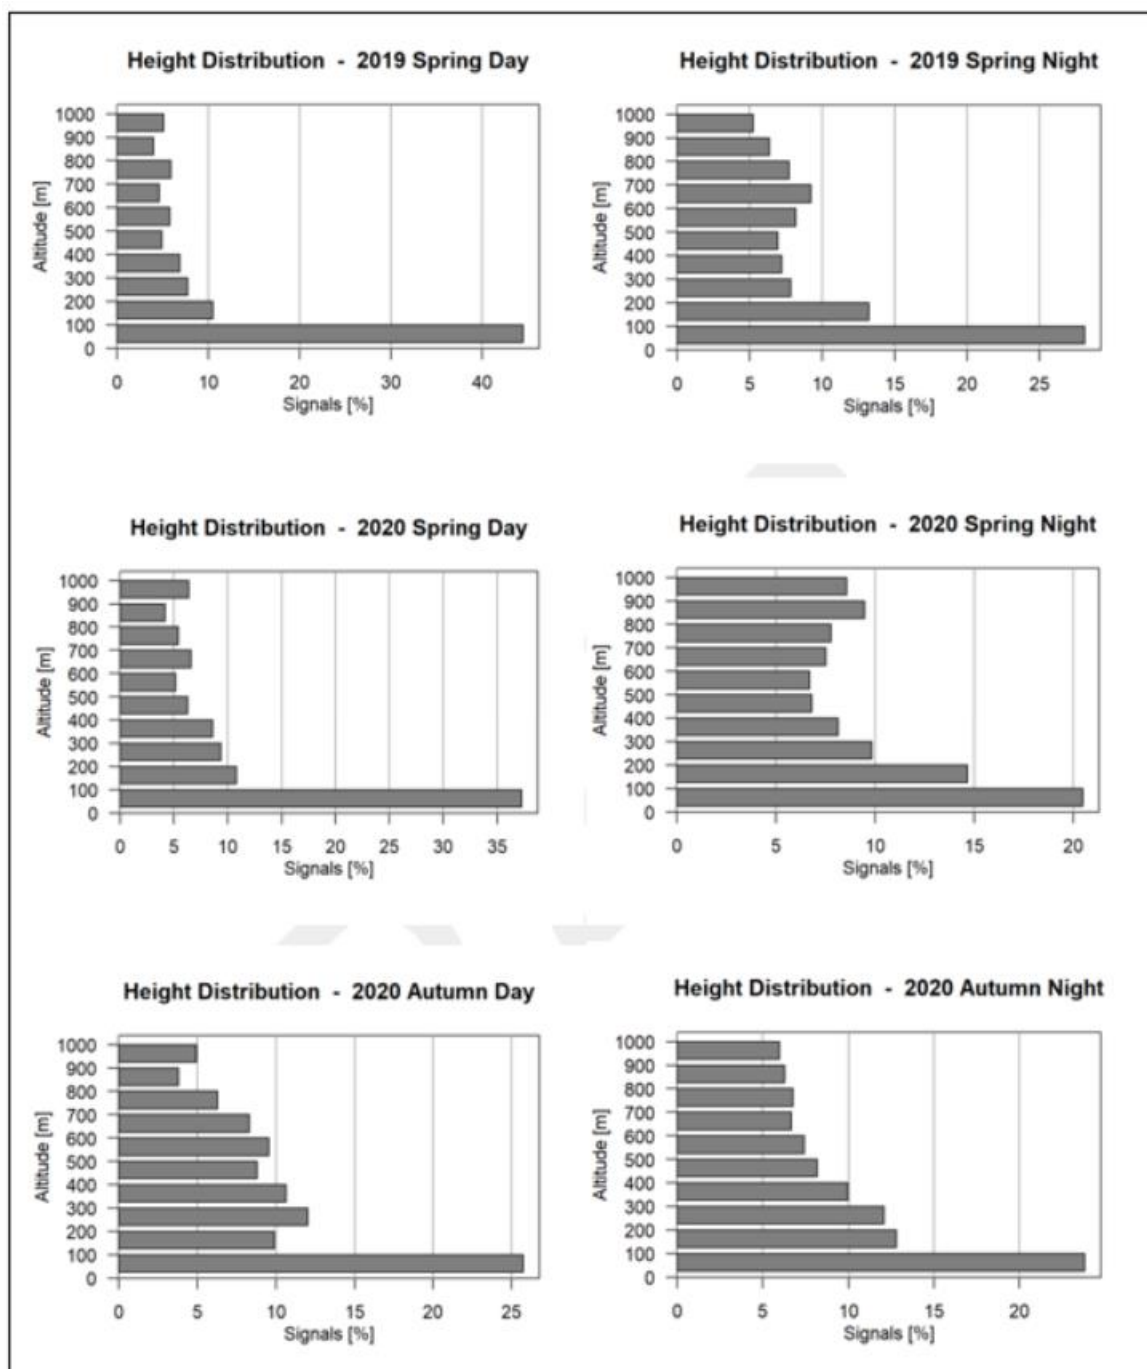 Height Distribution - 2019 Spring Day
1000
900
800
700
600
500
400
300
200
100
0
Altitude [m]
0 10 20 30 40
Signals [%]
Height Distribution - 2019 Spring Night
1000
900
800
700
600
500
400
300
200
100
0
Altitude [m]
0 5 10 15 20 25
Signals [%]
Height Distribution - 2020 Spring Day
1000
900
800
700
600
500
400
300
200
100
0
Altitude [m]
0 5 10 15 20 25 30 35
Signals [%]
Height Distribution - 2020 Spring Night
1000
900
800
700
600
500
400
300
200
100
0
Altitude [m]
0 5 10 15 20
Signals [%]
Height Distribution - 2020 Autumn Day
1000
900
800
700
600
500
400
300
200
100
0
Altitude [m]
0 5 10 15 20 25
Signals [%]
Height Distribution - 2020 Autumn Night
1000
900
800
700
600
500
400
300
200
100
0
Altitude [m]
0 5 10 15 20
Signals [%]